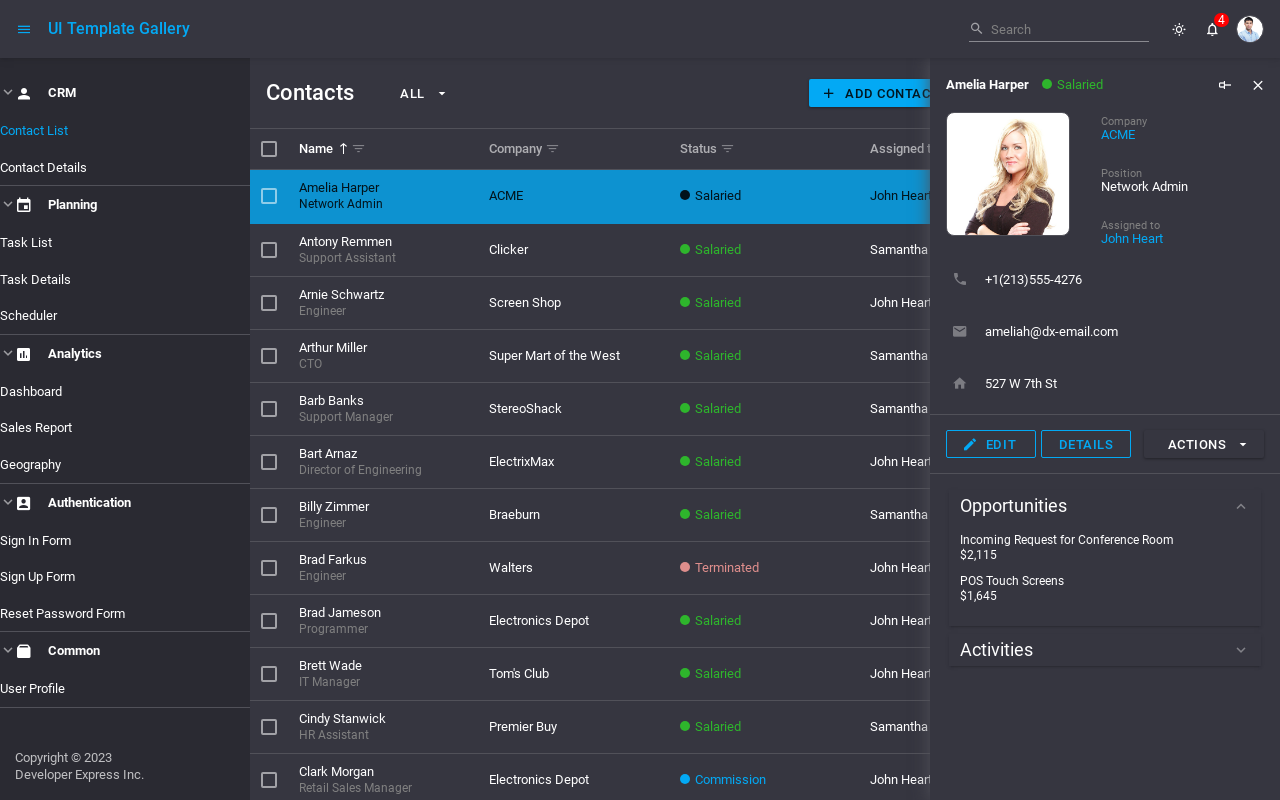 UI Template Gallery
Search
4
CRM
Contact List
Contact Details
Planning
Task List
Task Details
Scheduler
Analytics
Dashboard
Sales Report
Geography
Authentication
Sign In Form
Sign Up Form
Reset Password Form
Common
User Profile
Copyright © 2023
Developer Express Inc.
Contacts
ALL
ADD CONTAC
Name
Company
Status
Assigned
Amelia Harper
Network Admin
ACME
Salaried
John Heart
Antony Remmen
Support Assistant
Clicker
Salaried
Samantha
Arnie Schwartz
Engineer
Screen Shop
Salaried
John Heart
Arthur Miller
CTO
Super Mart of the West
Salaried
Samantha
Barb Banks
Support Manager
StereoShack
Salaried
Samantha
Bart Arnaz
Director of Engineering
ElectrixMax
Salaried
John Heart
Billy Zimmer
Engineer
Braeburn
Salaried
Samantha
Brad Farkus
Engineer
Walters
Terminated
John Heart
Brad Jameson
Programmer
Electronics Depot
Salaried
John Heart
Brett Wade
IT Manager
Tom's Club
Salaried
John Heart
Cindy Stanwick
HR Assistant
Premier Buy
Salaried
Samantha
Clark Morgan
Retail Sales Manager
Electronics Depot
Commission
John Heart
Amelia Harper
Salaried
Company
ACME
Position
Network Admin
Assigned to
John Heart
+1(213)555-4276
ameliah@dx-email.com
527 W 7th St
EDIT
DETAILS
ACTIONS
Opportunities
Incoming Request for Conference Room
$2,115
POS Touch Screens
$1,645
Activities